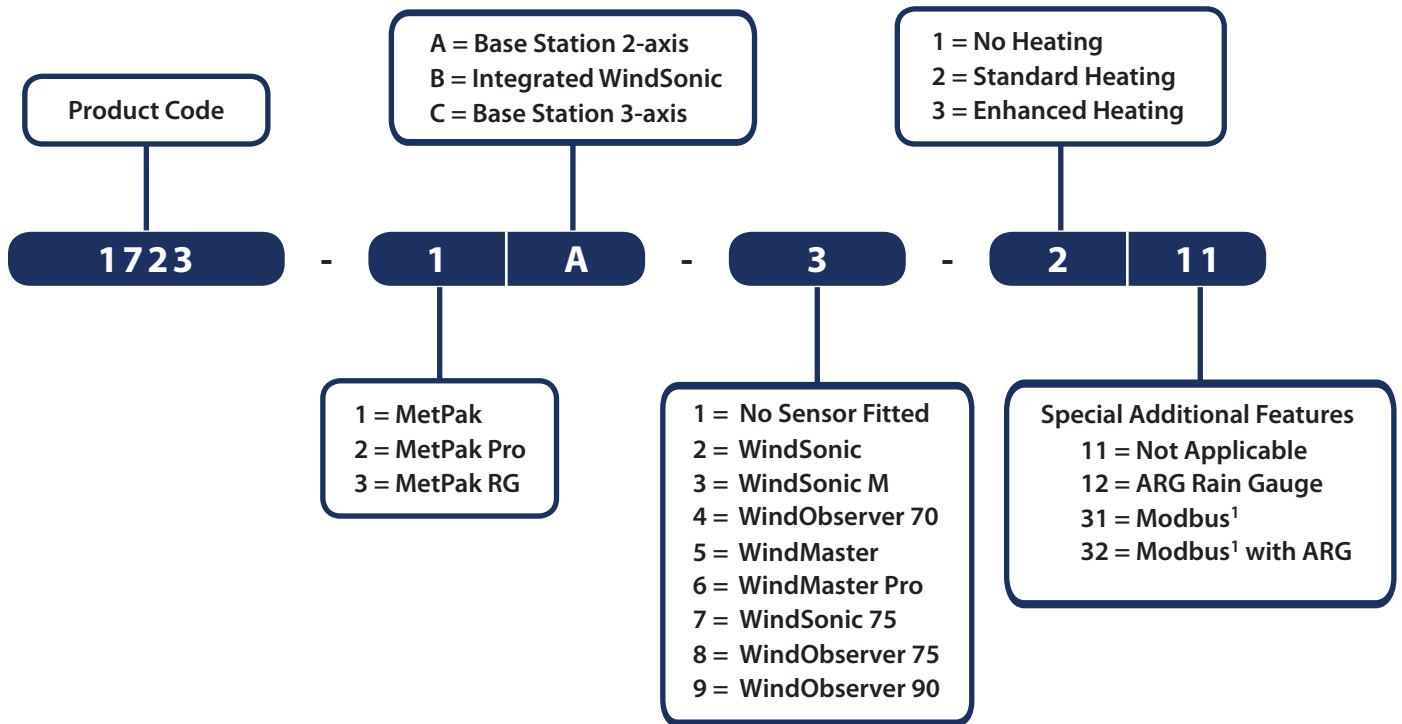 A = Base Station 2-axis
B = Integrated WindSonic
C = Base Station 3-axis
1 = No Heating
2 = Standard Heating
3 = Enhanced Heating
Product Code
1723 - 1 A - 3 - 2 11
1 = MetPak
2 = MetPak Pro
3 = MetPak RG
1 = No Sensor Fitted
2 = WindSonic
3 = WindSonic M
4 = WindObserver 70
5 = WindMaster
6 = WindMaster Pro
7 = WindSonic 75
8 = WindObserver 75
9 = WindObserver 90
Special Additional Features
11 = Not Applicable
12 = ARG Rain Gauge
31 = Modbus¹
32 = Modbus¹ with ARG